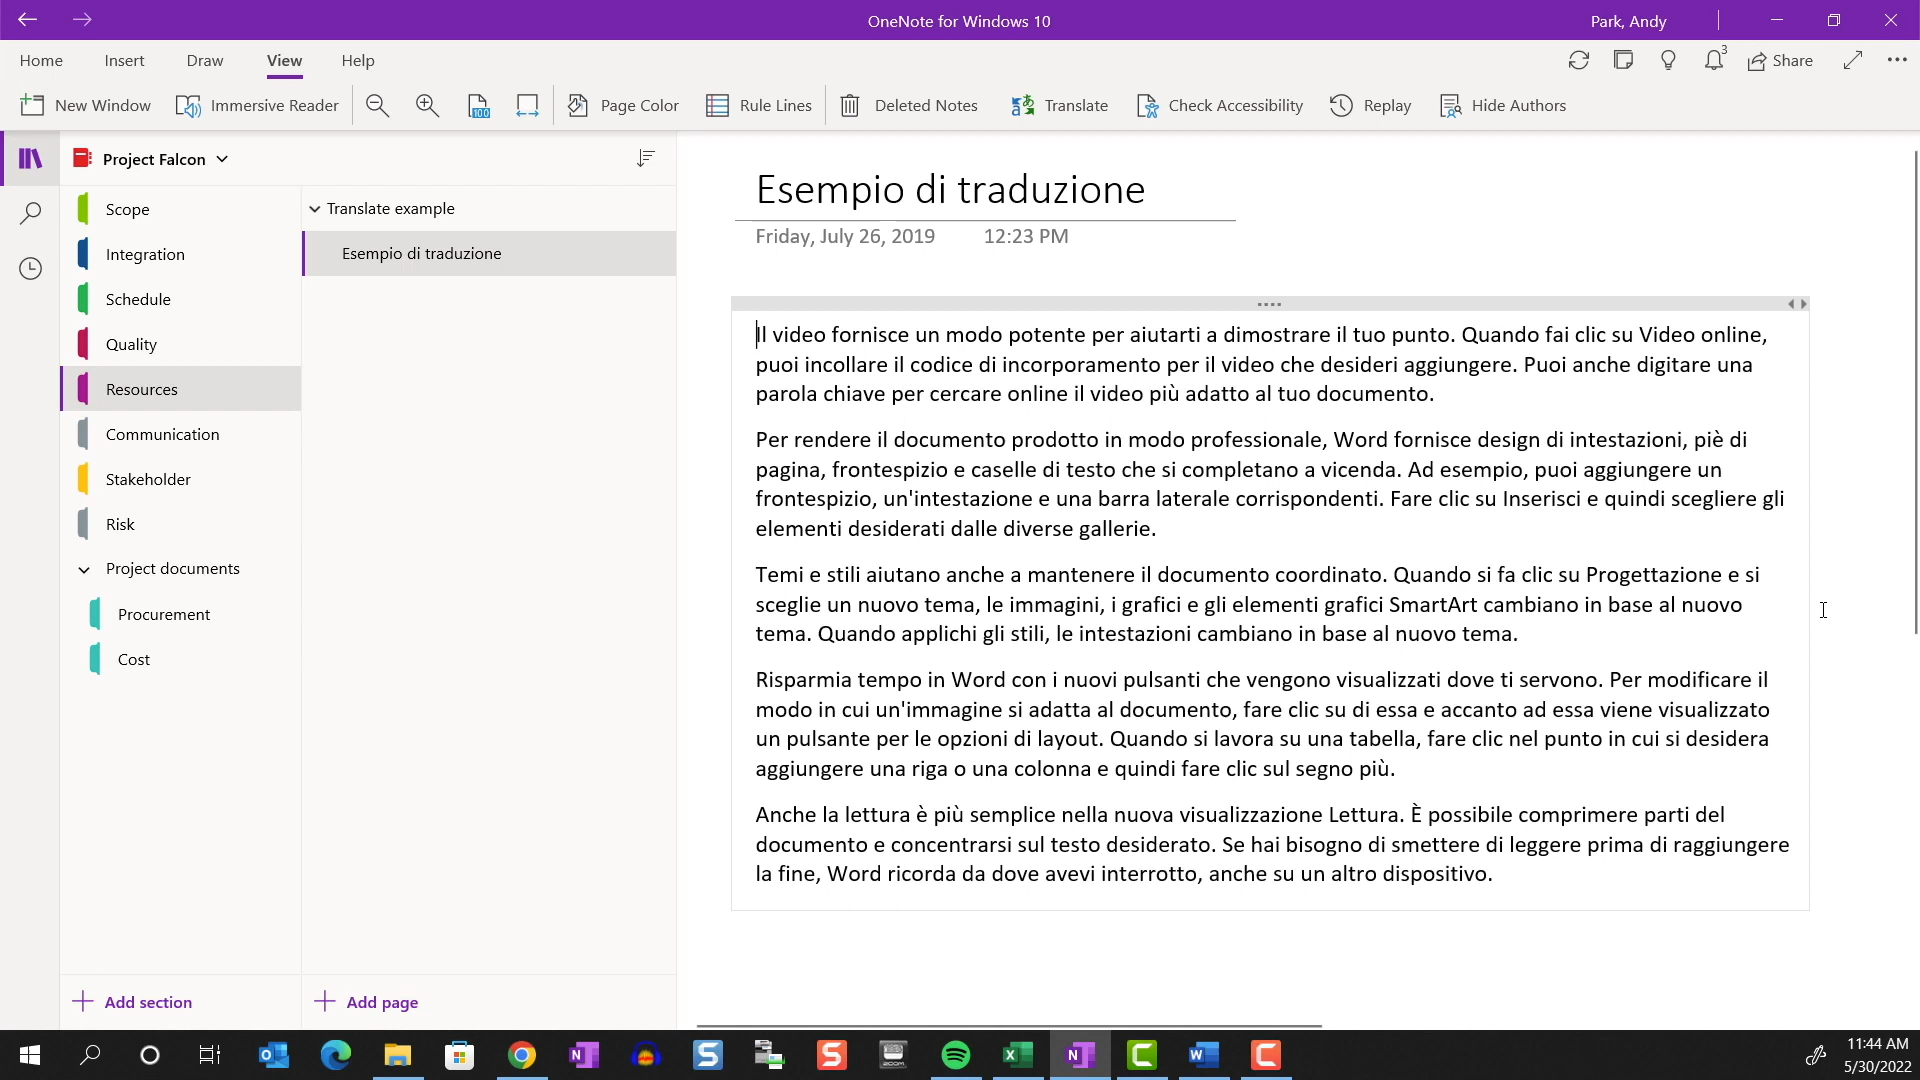 OneNote for Windows 10
Park, Andy
Home Insert Draw View Help
3
Share
New Window Immersive Reader 100 Page Color Rule Lines Deleted Notes Translate Check Accessibility Replay Hide Authors
Project Falcon
Scope
Integration
Schedule
Quality
Resources
Communication
Stakeholder
Risk
Project documents
Procurement
Cost
Add section
Translate example
Esempio di traduzione
Add page
Esempio di traduzione
Friday, July 26, 2019 12:23 PM
Il video fornisce un modo potente per aiutarti a dimostrare il tuo punto. Quando fai clic su Video online,
puoi incollare il codice di incorporamento per il video che desideri aggiungere. Puoi anche digitare una
parola chiave per cercare online il video più adatto al tuo documento.
Per rendere il documento prodotto in modo professionale, Word fornisce design di intestazioni, piè di
pagina, frontespizio e caselle di testo che si completano a vicenda. Ad esempio, puoi aggiungere un
frontespizio, un'intestazione e una barra laterale corrispondenti. Fare clic su Inserisci e quindi scegliere gli
elementi desiderati dalle diverse gallerie.
Temi e stili aiutano anche a mantenere il documento coordinato. Quando si fa clic su Progettazione e si
sceglie un nuovo tema, le immagini, i grafici e gli elementi grafici SmartArt cambiano in base al nuovo
tema. Quando applichi gli stili, le intestazioni cambiano in base al nuovo tema.
Risparmia tempo in Word con i nuovi pulsanti che vengono visualizzati dove ti servono. Per modificare il
modo in cui un'immagine si adatta al documento, fare clic su di essa e accanto ad essa viene visualizzato
un pulsante per le opzioni di layout. Quando si lavora su una tabella, fare clic nel punto in cui si desidera
aggiungere una riga o una colonna e quindi fare clic sul segno più.
Anche la lettura è più semplice nella nuova visualizzazione Lettura. È possibile comprimere parti del
documento e concentrarsi sul testo desiderato. Se hai bisogno di smettere di leggere prima di raggiungere
la fine, Word ricorda da dove avevi interrotto, anche su un altro dispositivo.
11:44 AM
5/30/2022